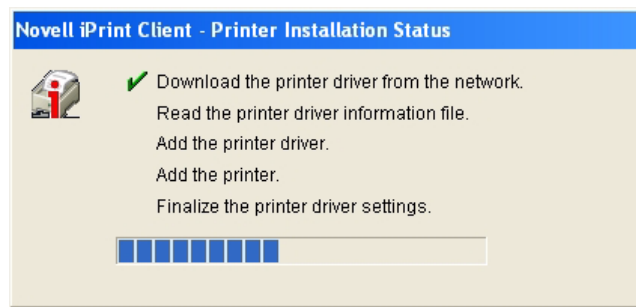 Novell iPrint Client - Printer Installation Status
Download the printer driver from the network.
Read the printer driver information file.
Add the printer driver.
Add the printer.
Finalize the printer driver settings.